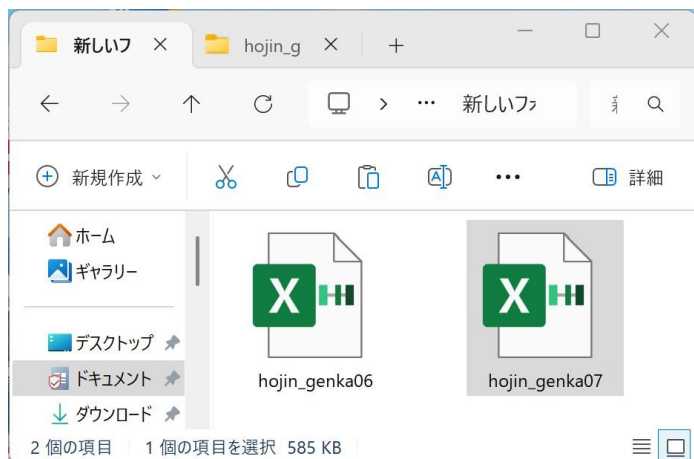 新しいフ
hojin_g
新しいフォ
新規作成
詳細
ホーム
ギャラリー
デスクトップ
ドキュメント
ダウンロード
hojin_genka06
hojin_genka07
2 個の項目
1 個の項目を選択 585 KB